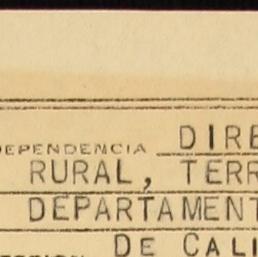 DEPENDENCIA DIRE
RURAL, TERR
DEPARTAMENT
DE CALI